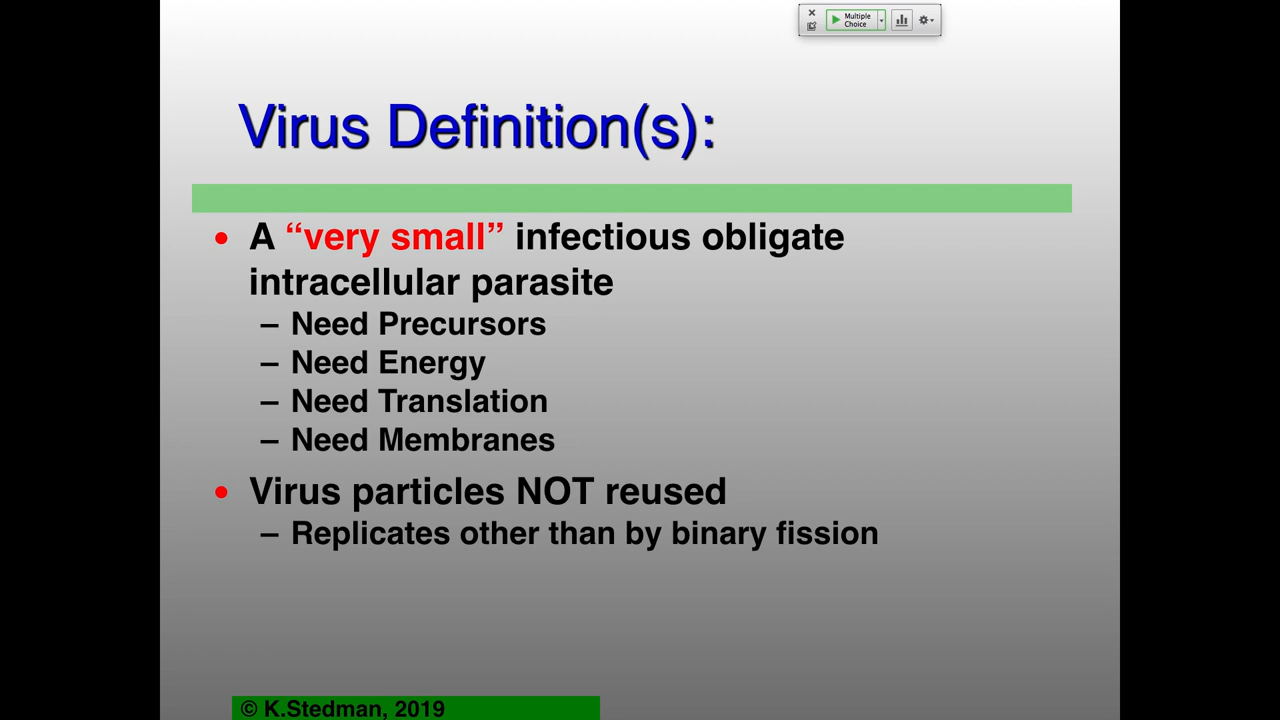 Multiple
Choice
Virus Definition(s):
• A “very small” infectious obligate
intracellular parasite
– Need Precursors
– Need Energy
– Need Translation
– Need Membranes
• Virus particles NOT reused
– Replicates other than by binary fission
© K.Stedman, 2019